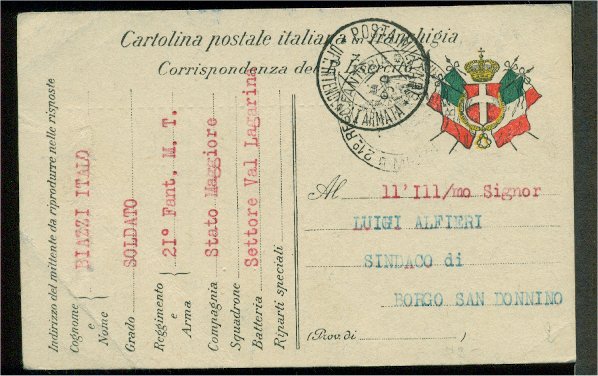 Cartolina postale italiana in franchigia
Corrispondenza del R. Esercito
POSTA MILITARE
1ª ARMATA
Al ll'Ill/mo Signor
LUIGI ALFIERI
SINDACO di
BORGO SAN DONNINO
(Prov. di )
Indirizzo del mittente da riprodurre nelle risposte
Cognome e Nome BIAZZI ITALO
Grado SOLDATO
Reggimento e Arma 21º Fant. M. T.
Compagnia Stato Maggiore
Squadrone
Batteria Settore Val Lagarina
Riparti speciali